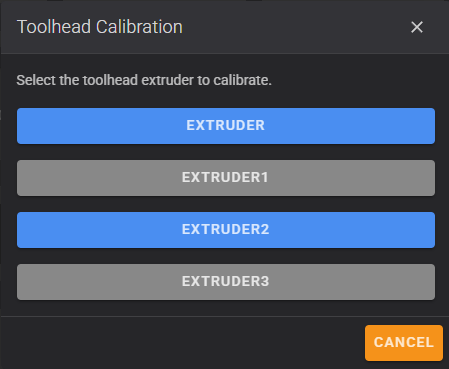 Toolhead Calibration
Select the toolhead extruder to calibrate.
EXTRUDER
EXTRUDER1
EXTRUDER2
EXTRUDER3
CANCEL